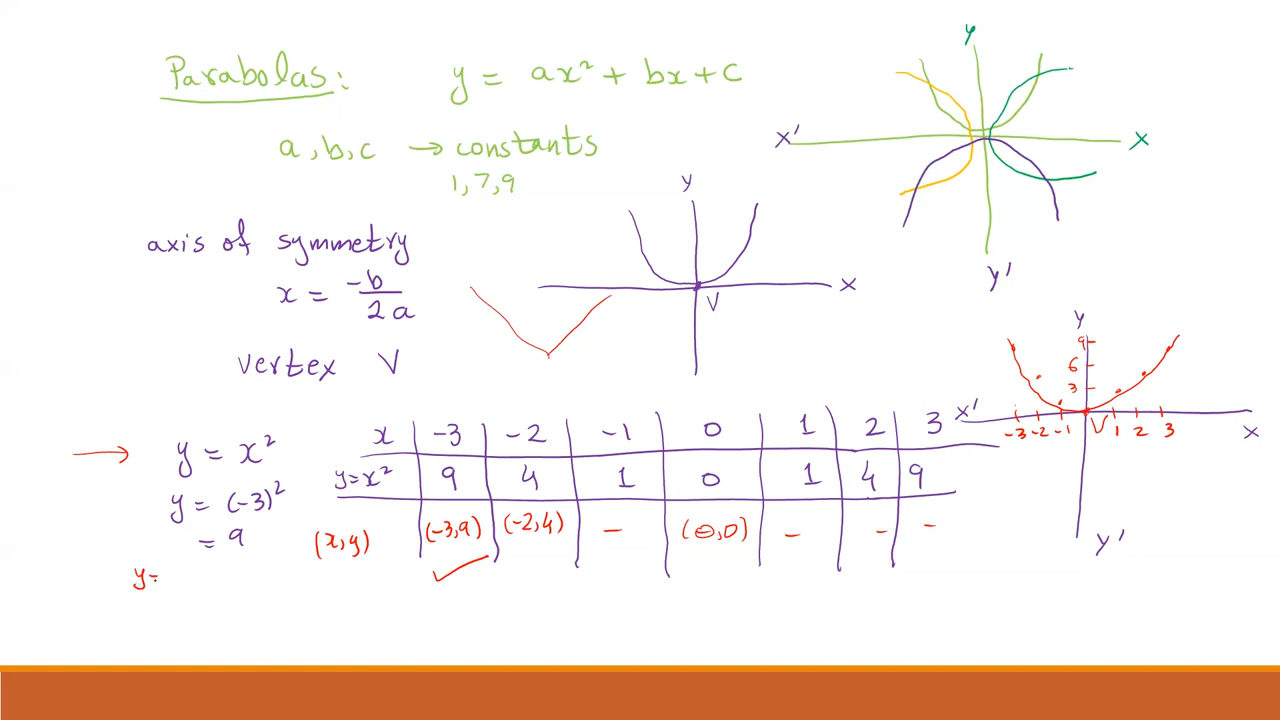 Parabolas: y = ax² + bx + c
a, b, c → constants
1, 7, 9
axis of symmetry
x = -b/2a
vertex V
y
X'
X
Y'
y
X
V
y
9
6
3
X'
-3 -2 -1 V 1 2 3
X
Y'
→ y = x²
y = (-3)²
= 9
y=
x -3 -2 -1 0 1 2 3
y=x² 9 4 1 0 1 4 9
(x,y) (-3,9) (-2,4) - (0,0) - - -